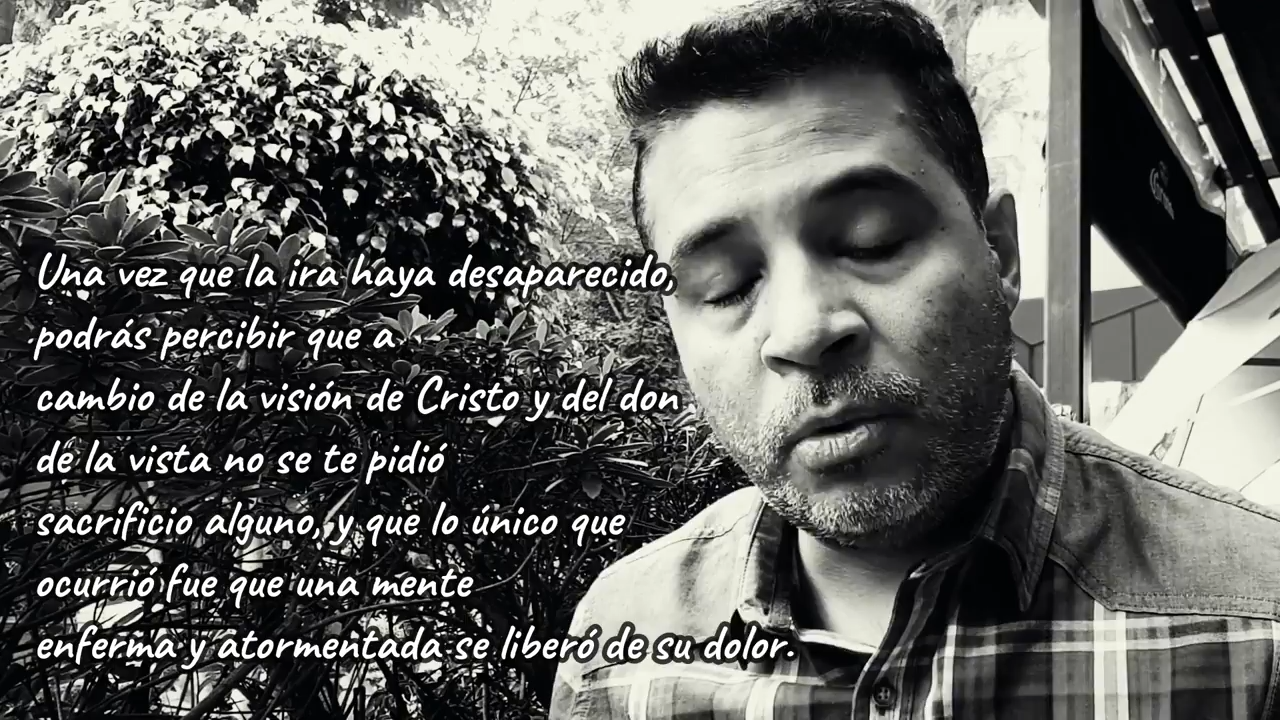 Una vez que la ira haya desaparecido,
podrás percibir que a
cambio de la visión de Cristo y del don
de la vista no se te pidió
sacrificio alguno, y que lo único que
ocurrió fue que una mente
enferma y atormentada se liberó de su dolor.